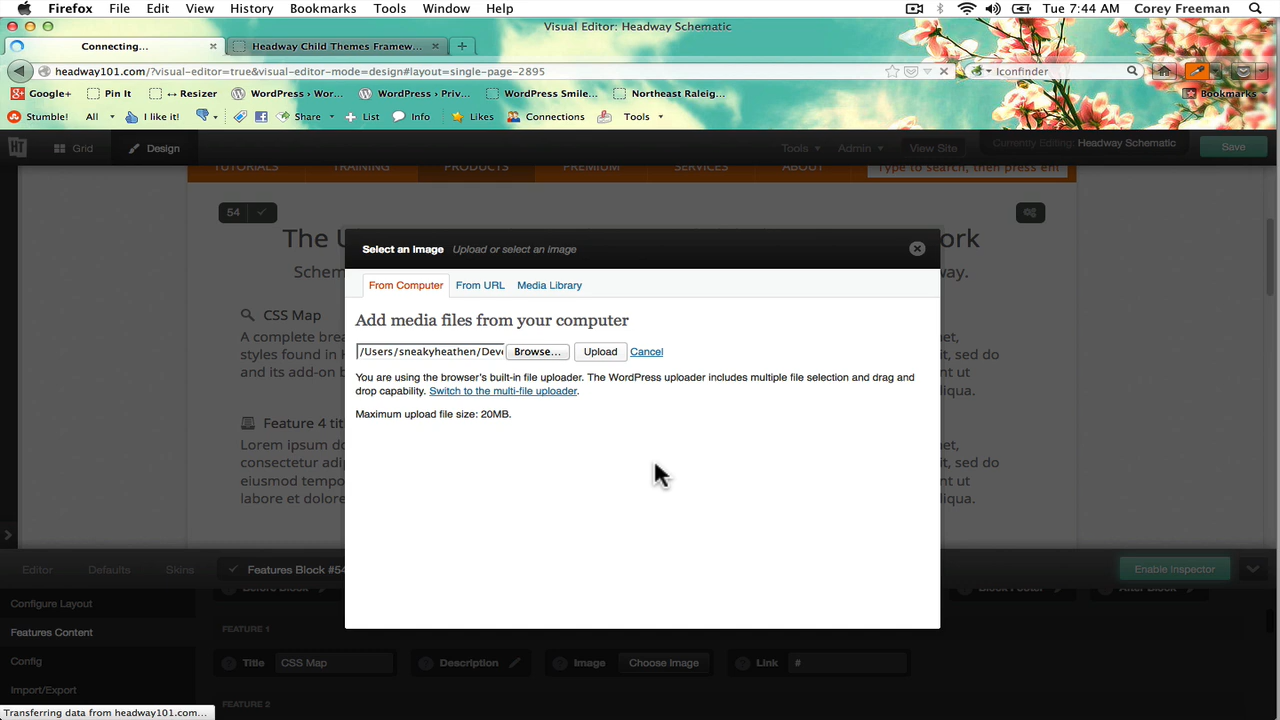 Firefox File Edit View History Bookmarks Tools Window Help Tue 7:44 AM Corey Freeman
Visual Editor: Headway Schematic
Connecting... Headway Child Themes Framew...
headway101.com/?visual-editor=true&visual-editor-mode=design#layout=single-page-2895 Iconfinder
Google+ Pin It ↔ Resizer WordPress › Wor... WordPress › Priv... WordPress Smile... Northeast Raleig... Bookmarks
Stumble! All I like it! Share List Info Likes Connections Tools
HT Grid Design Tools Admin View Site Currently Editing: Headway Schematic Save
TUTORIALS TRAINING PRODUCTS PREMIUM SERVICES ABOUT Type to search, then press ent
54
The U ork
Schem way.
Select an Image Upload or select an image
From Computer From URL Media Library
Add media files from your computer
/Users/sneakyheathen/Deve Browse... Upload Cancel
You are using the browser's built-in file uploader. The WordPress uploader includes multiple file selection and drag and
drop capability. Switch to the multi-file uploader.
Maximum upload file size: 20MB.
CSS Map
A complete brea
styles found in H , sed do
and its add-on b ut
aliqua.
Feature 4 titl
Lorem ipsum do et,
consectetur adip , sed do
eiusmod tempo ut
labore et dolore aliqua.
Editor Defaults Skins Features Block #54 Enable Inspector
Configure Layout Before Block Block Footer After Block
Features Content FEATURE 1
Config Title CSS Map Description Image Choose Image Link #
Import/Export
FEATURE 2
Transferring data from headway101.com...